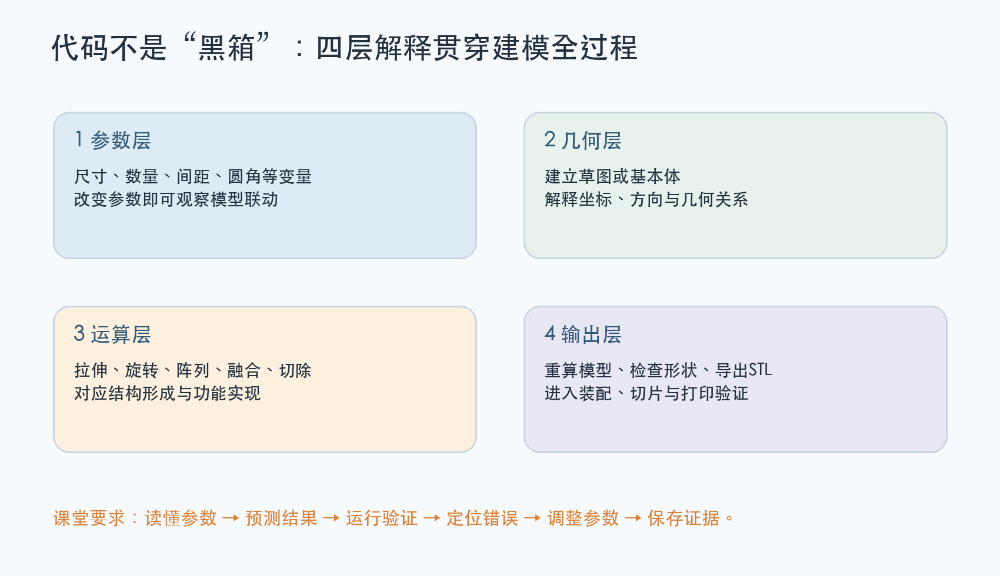 代码不是“黑箱”：四层解释贯穿建模全过程
1 参数层
尺寸、数量、间距、圆角等变量
改变参数即可观察模型联动
2 几何层
建立草图或基本体
解释坐标、方向与几何关系
3 运算层
拉伸、旋转、阵列、融合、切除
对应结构形成与功能实现
4 输出层
重算模型、检查形状、导出STL
进入装配、切片与打印验证
课堂要求：读懂参数 → 预测结果 → 运行验证 → 定位错误 → 调整参数 → 保存证据。